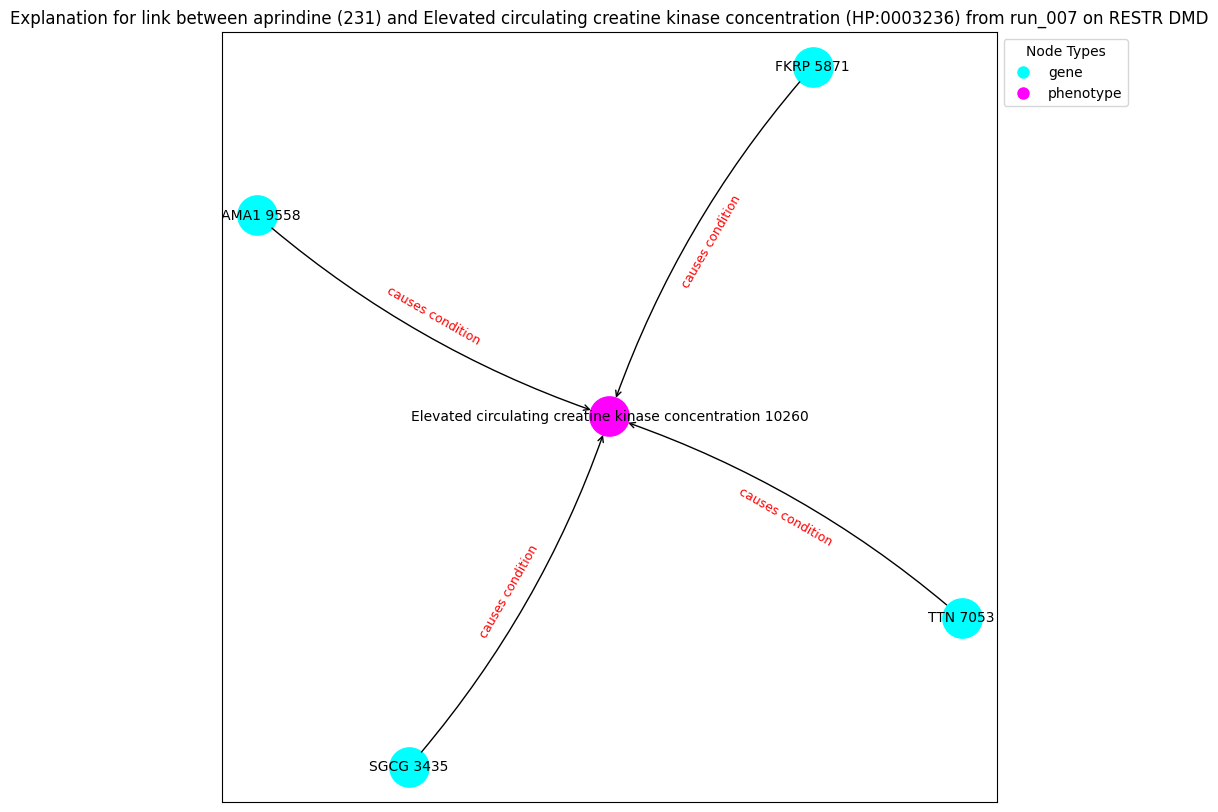 Explanation for link between aprindine (231) and Elevated circulating creatine kinase concentration (HP:0003236) from run_007 on RESTR DMD
Node Types
gene
phenotype
FKRP 5871
AMA1 9558
causes condition
causes condition
Elevated circulating creatine kinase concentration 10260
causes condition
causes condition
TTN 7053
SGCG 3435